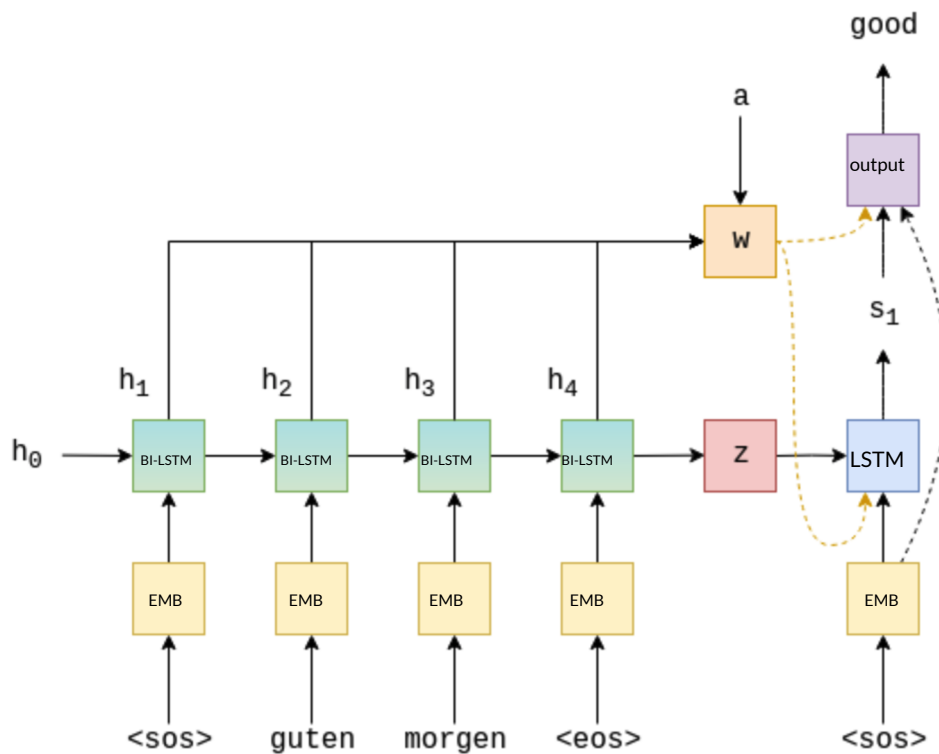 good
a
output
w
s1
h1 h2 h3 h4
h0 BI-LSTM BI-LSTM BI-LSTM BI-LSTM z LSTM
EMB EMB EMB EMB EMB
<sos> guten morgen <eos> <sos>